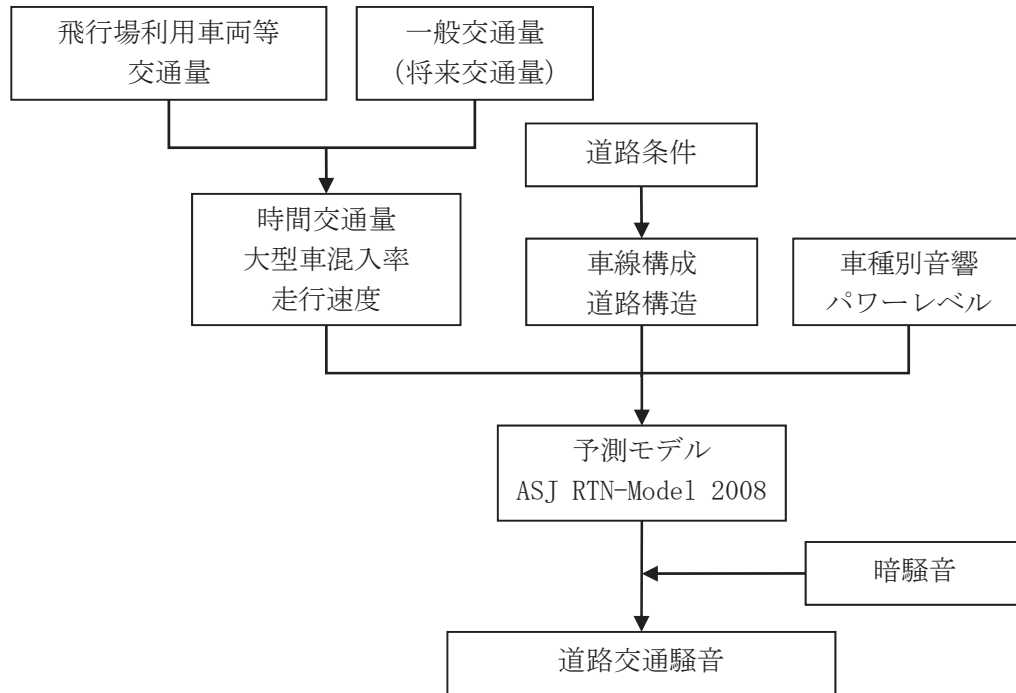 飛行場利用車両等
交通量
一般交通量
(将来交通量)
道路条件
時間交通量
大型車混入率
走行速度
車線構成
道路構造
車種別音響
パワーレベル
予測モデル
ASJ RTN-Model 2008
暗騒音
道路交通騒音